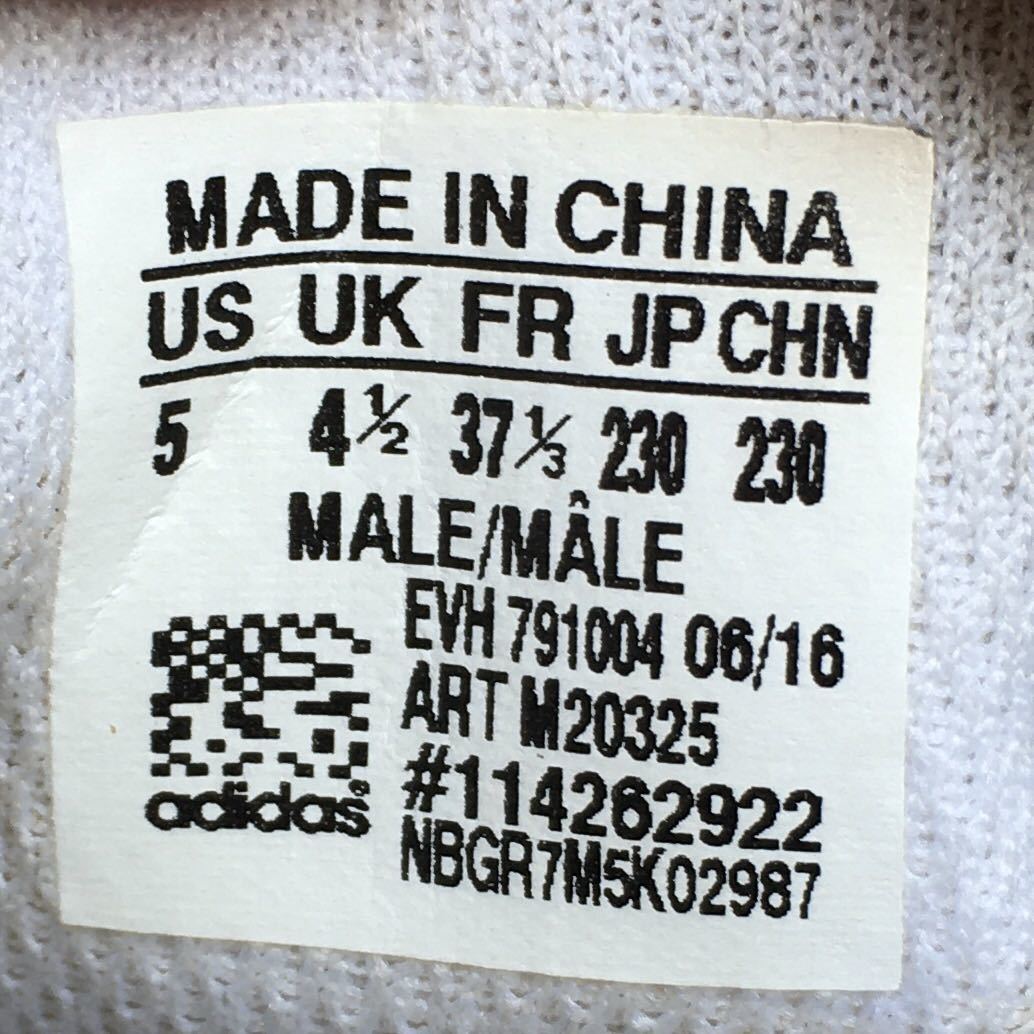 MADE IN CHINA
US UK FR JP CHN
5 4½ 37⅓ 230 230
MALE/MÂLE
EVH 791004 06/16
ART M20325
#114262922
NBGR7M5K02987
adidas®